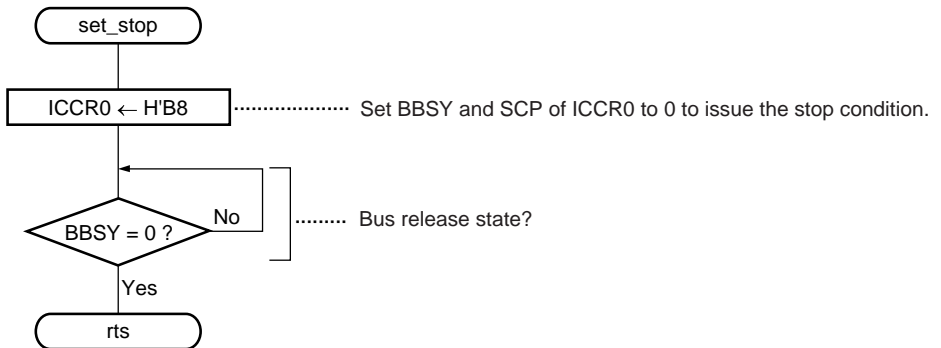 set_stop
ICCR0 ← H'B8
Set BBSY and SCP of ICCR0 to 0 to issue the stop condition.
No
BBSY = 0 ?
Bus release state?
Yes
rts